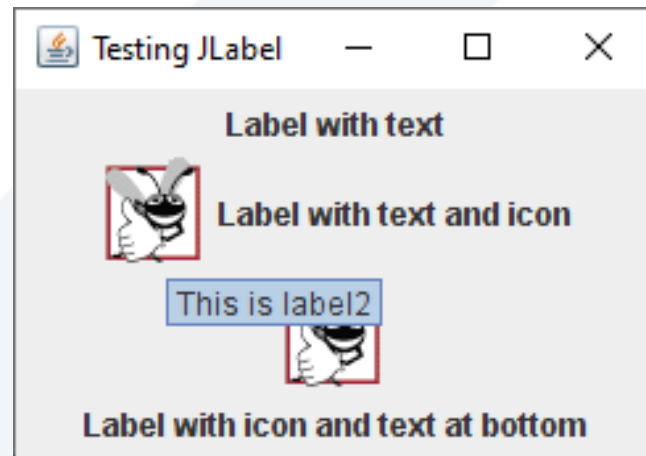 Testing JLabel
Label with text
Label with text and icon
This is label2
Label with icon and text at bottom